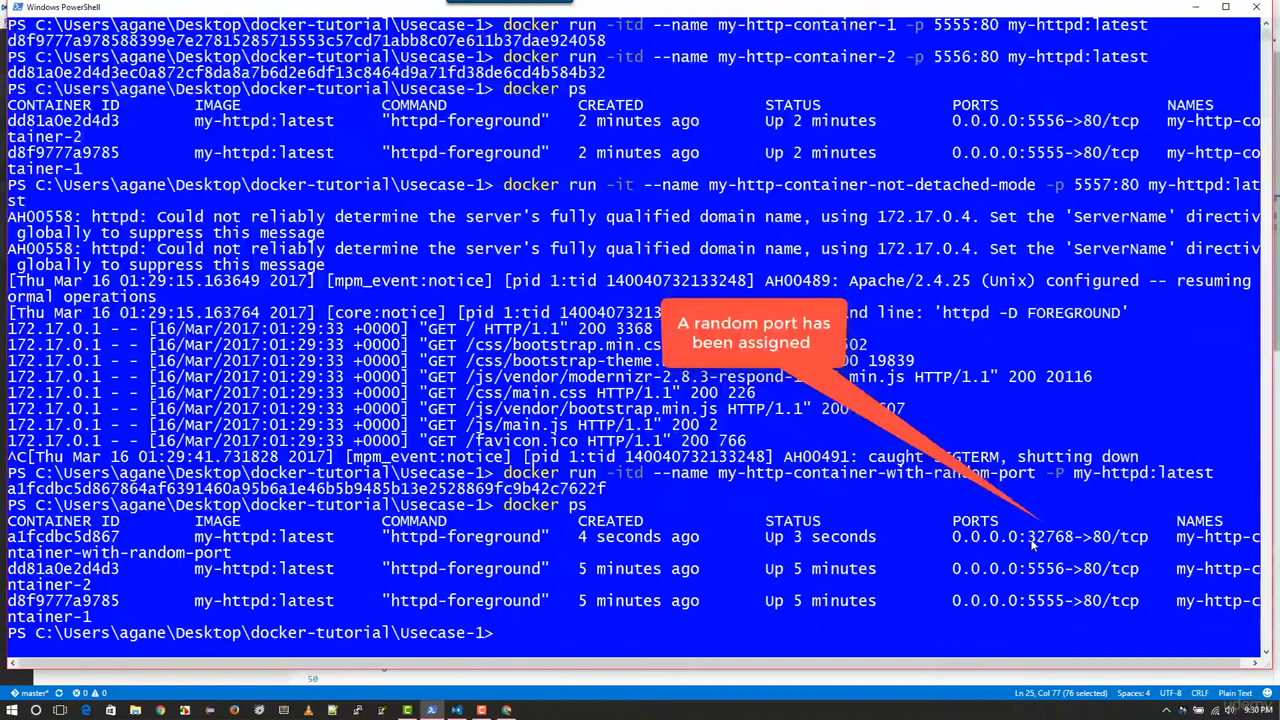 Windows PowerShell
PS C:\Users\agane\Desktop\docker-tutorial\Usecase-1> docker run -itd --name my-http-container-1 -p 5555:80 my-httpd:latest
d8f9777a978588399e7e27815285715553c57cd71abb8c07e611b37dae924058
PS C:\Users\agane\Desktop\docker-tutorial\Usecase-1> docker run -itd --name my-http-container-2 -p 5556:80 my-httpd:latest
dd81a0e2d4d3ec0a872cf8da8a7b6d2e6df13c8464d9a71fd38de6cd4b584b32
PS C:\Users\agane\Desktop\docker-tutorial\Usecase-1> docker ps
CONTAINER ID IMAGE COMMAND CREATED STATUS PORTS NAMES
dd81a0e2d4d3 my-httpd:latest "httpd-foreground" 2 minutes ago Up 2 minutes 0.0.0.0:5556->80/tcp my-http-co
tainer-2
d8f9777a9785 my-httpd:latest "httpd-foreground" 2 minutes ago Up 2 minutes 0.0.0.0:5555->80/tcp my-http-co
tainer-1
PS C:\Users\agane\Desktop\docker-tutorial\Usecase-1> docker run -it --name my-http-container-not-detached-mode -p 5557:80 my-httpd:lat
st
AH00558: httpd: Could not reliably determine the server's fully qualified domain name, using 172.17.0.4. Set the 'ServerName' directiv
globally to suppress this message
AH00558: httpd: Could not reliably determine the server's fully qualified domain name, using 172.17.0.4. Set the 'ServerName' directiv
globally to suppress this message
[Thu Mar 16 01:29:15.163649 2017] [mpm_event:notice] [pid 1:tid 140040732133248] AH00489: Apache/2.4.25 (Unix) configured -- resuming
ormal operations
[Thu Mar 16 01:29:15.163764 2017] [core:notice] [pid 1:tid 140040732133248] nd line: 'httpd -D FOREGROUND'
172.17.0.1 - - [16/Mar/2017:01:29:33 +0000] "GET / HTTP/1.1" 200 3368
172.17.0.1 - - [16/Mar/2017:01:29:33 +0000] "GET /css/bootstrap.min.cs 502
172.17.0.1 - - [16/Mar/2017:01:29:33 +0000] "GET /css/bootstrap-theme. 19839
172.17.0.1 - - [16/Mar/2017:01:29:33 +0000] "GET /js/vendor/modernizr-2.8.3-respond-1 min.js HTTP/1.1" 200 20116
172.17.0.1 - - [16/Mar/2017:01:29:33 +0000] "GET /css/main.css HTTP/1.1" 200 226
172.17.0.1 - - [16/Mar/2017:01:29:33 +0000] "GET /js/vendor/bootstrap.min.js HTTP/1.1" 200 607
172.17.0.1 - - [16/Mar/2017:01:29:33 +0000] "GET /js/main.js HTTP/1.1" 200 2
172.17.0.1 - - [16/Mar/2017:01:29:33 +0000] "GET /favicon.ico HTTP/1.1" 200 766
^C[Thu Mar 16 01:29:41.731828 2017] [mpm_event:notice] [pid 1:tid 140040732133248] AH00491: caught SIGTERM, shutting down
PS C:\Users\agane\Desktop\docker-tutorial\Usecase-1> docker run -itd --name my-http-container-with-random-port -P my-httpd:latest
a1fcdbc5d867864af6391460a95b6a1e46b5b9485b13e2528869fc9b42c7622f
PS C:\Users\agane\Desktop\docker-tutorial\Usecase-1> docker ps
CONTAINER ID IMAGE COMMAND CREATED STATUS PORTS NAMES
a1fcdbc5d867 my-httpd:latest "httpd-foreground" 4 seconds ago Up 3 seconds 0.0.0.0:32768->80/tcp my-http-c
ntainer-with-random-port
dd81a0e2d4d3 my-httpd:latest "httpd-foreground" 5 minutes ago Up 5 minutes 0.0.0.0:5556->80/tcp my-http-c
ntainer-2
d8f9777a9785 my-httpd:latest "httpd-foreground" 5 minutes ago Up 5 minutes 0.0.0.0:5555->80/tcp my-http-c
ntainer-1
PS C:\Users\agane\Desktop\docker-tutorial\Usecase-1>
A random port has
been assigned
50
master* 0 0 Ln 25, Col 77 (76 selected) Spaces: 4 UTF-8 CRLF Plain Text
udemy
9:30 PM